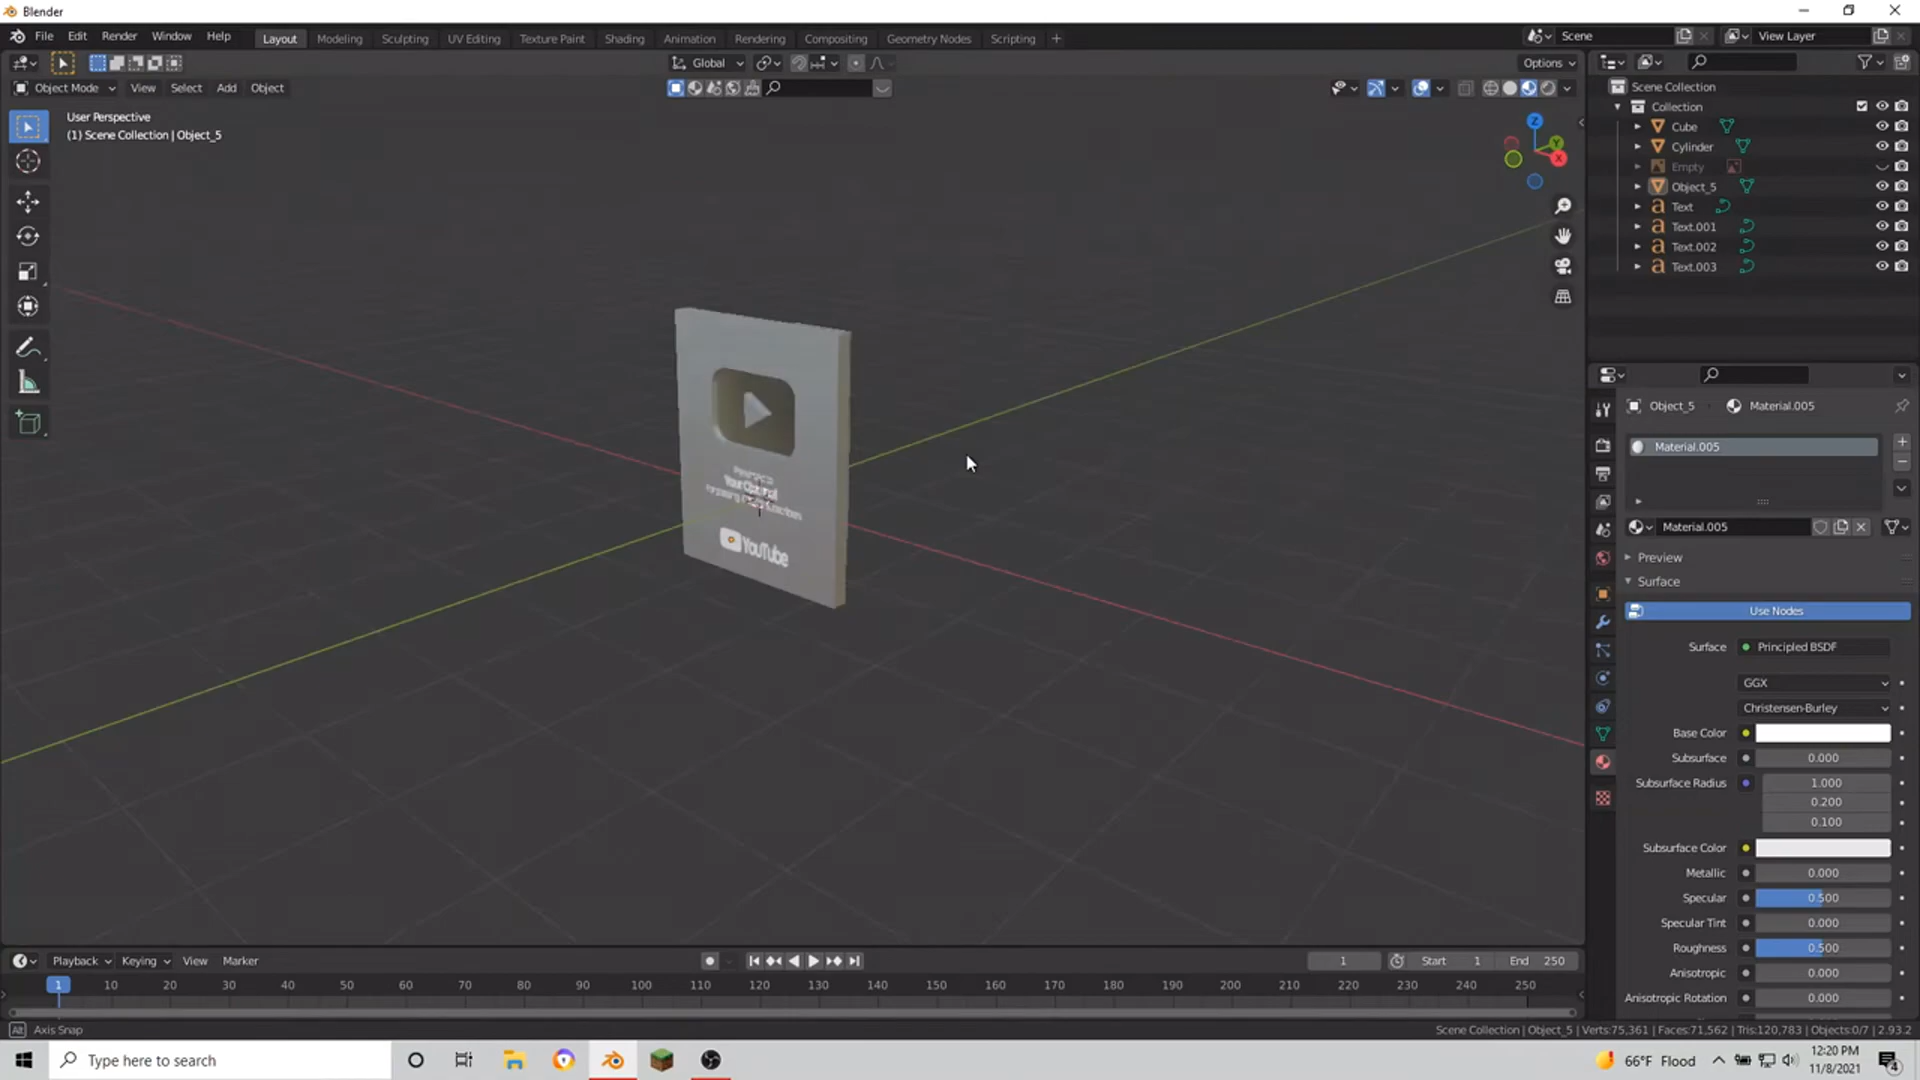 Blender
File Edit Render Window Help
Layout Modeling Sculpting UV Editing Texture Paint Shading Animation Rendering Compositing Geometry Nodes Scripting +
Scene
View Layer
Global
Options
Object Mode View Select Add Object
User Perspective
(1) Scene Collection | Object_5
Z
Y
X
Your Channel
YouTube
Scene Collection
Collection
Cube
Cylinder
Empty
Object_5
Text
Text.001
Text.002
Text.003
Object_5 Material.005
Material.005
Material.005
Preview
Surface
Use Nodes
Surface Principled BSDF
GGX
Christensen-Burley
Base Color
Subsurface 0.000
Subsurface Radius 1.000
0.200
0.100
Subsurface Color
Metallic 0.000
Specular 0.500
Specular Tint 0.000
Roughness 0.500
Anisotropic 0.000
Anisotropic Rotation 0.000
Playback Keying View Marker
1 Start 1 End 250
1 10 20 30 40 50 60 70 80 90 100 110 120 130 140 150 160 170 180 190 200 210 220 230 240 250
Alt Axis Snap
Scene Collection | Object_5 | Verts:75,361 | Faces:71,562 | Tris:120,783 | Objects:0/7 | 2.93.2
Type here to search
66°F Flood
12:20 PM
11/8/2021
4